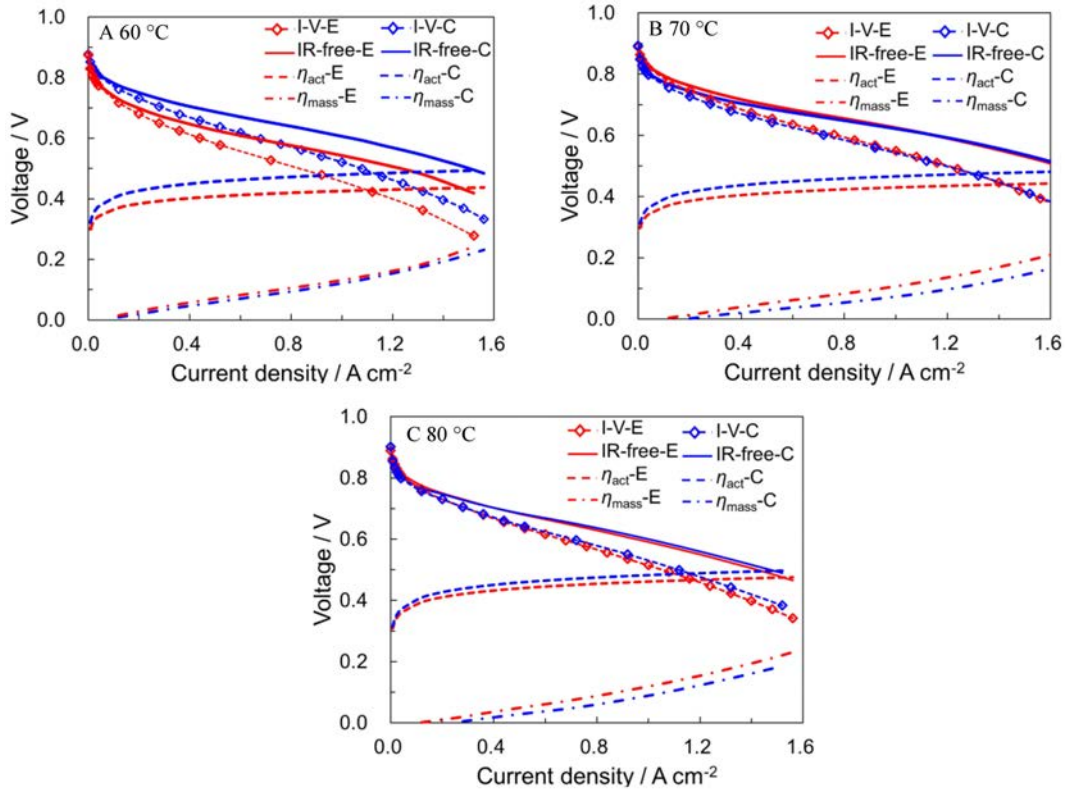 A 60 °C
I-V-E I-V-C
IR-free-E IR-free-C
ηact-E ηact-C
ηmass-E ηmass-C
Voltage / V
1.0
0.8
0.6
0.4
0.2
0.0
0.0 0.4 0.8 1.2 1.6
Current density / A cm-2
B 70 °C
I-V-E I-V-C
IR-free-E IR-free-C
ηact-E ηact-C
ηmass-E ηmass-C
Voltage / V
1.0
0.8
0.6
0.4
0.2
0.0
0.0 0.4 0.8 1.2 1.6
Current density / A cm-2
C 80 °C
I-V-E I-V-C
IR-free-E IR-free-C
ηact-E ηact-C
ηmass-E ηmass-C
Voltage / V
1.0
0.8
0.6
0.4
0.2
0.0
0.0 0.4 0.8 1.2 1.6
Current density / A cm-2